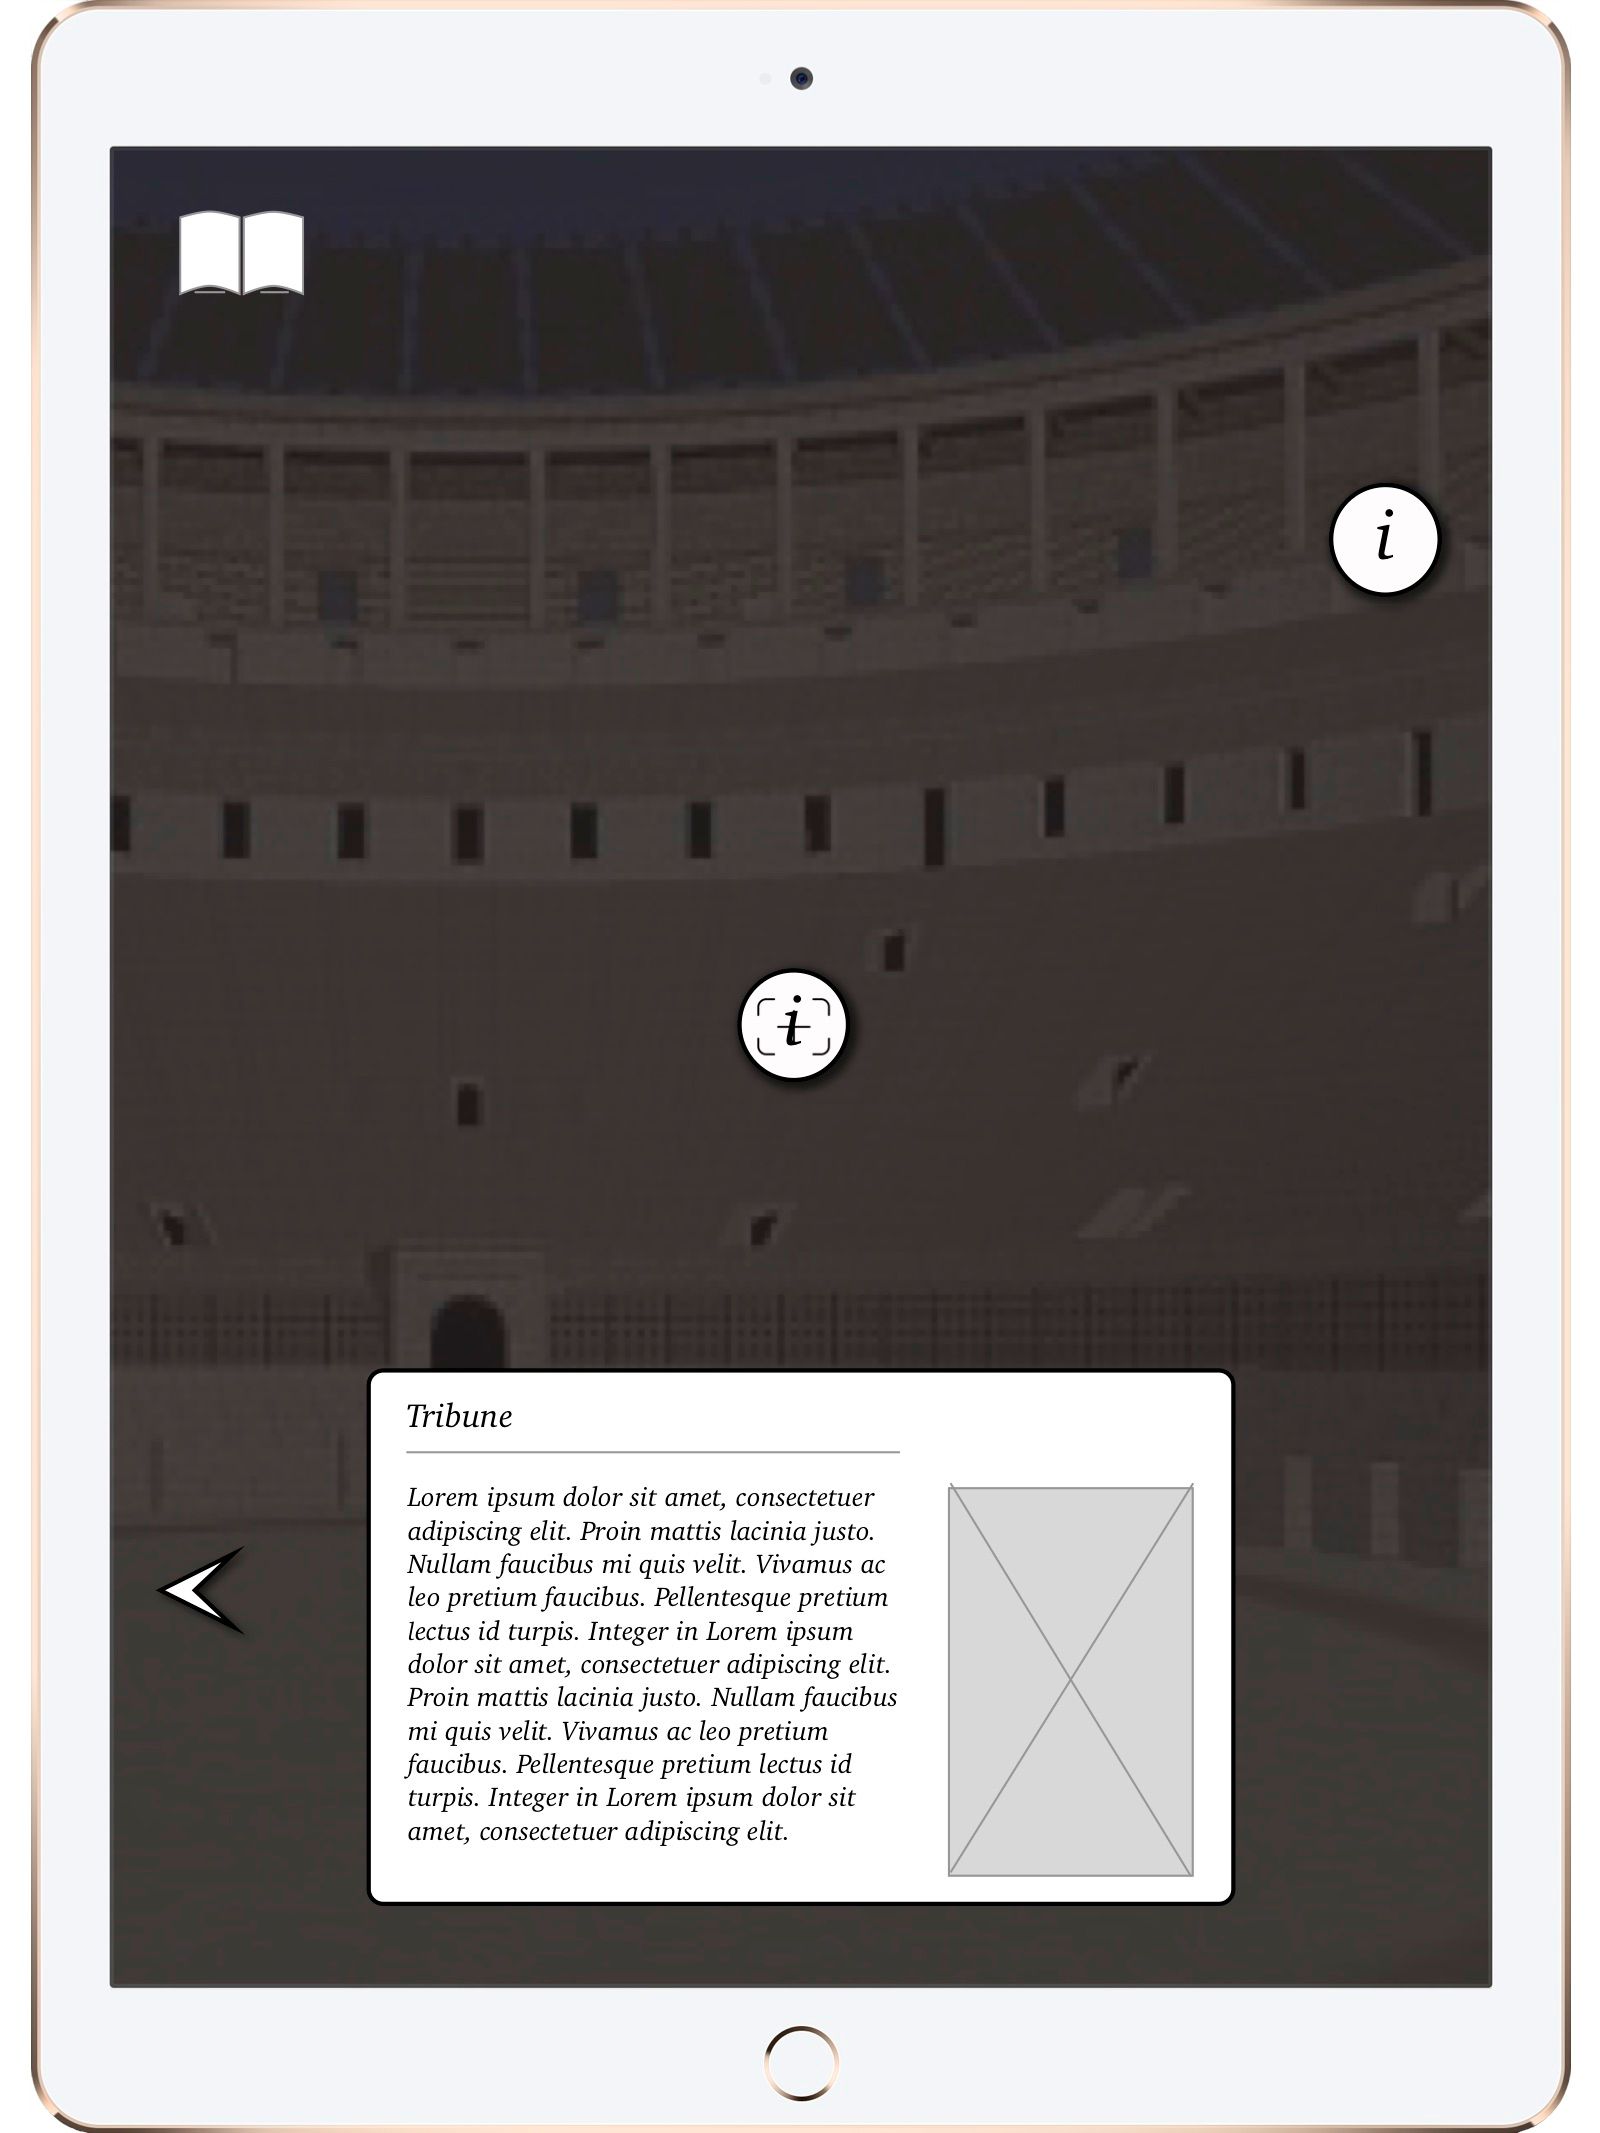 i
i
Tribune
Lorem ipsum dolor sit amet, consectetuer
adipiscing elit. Proin mattis lacinia justo.
Nullam faucibus mi quis velit. Vivamus ac
leo pretium faucibus. Pellentesque pretium
lectus id turpis. Integer in Lorem ipsum
dolor sit amet, consectetuer adipiscing elit.
Proin mattis lacinia justo. Nullam faucibus
mi quis velit. Vivamus ac leo pretium
faucibus. Pellentesque pretium lectus id
turpis. Integer in Lorem ipsum dolor sit
amet, consectetuer adipiscing elit.